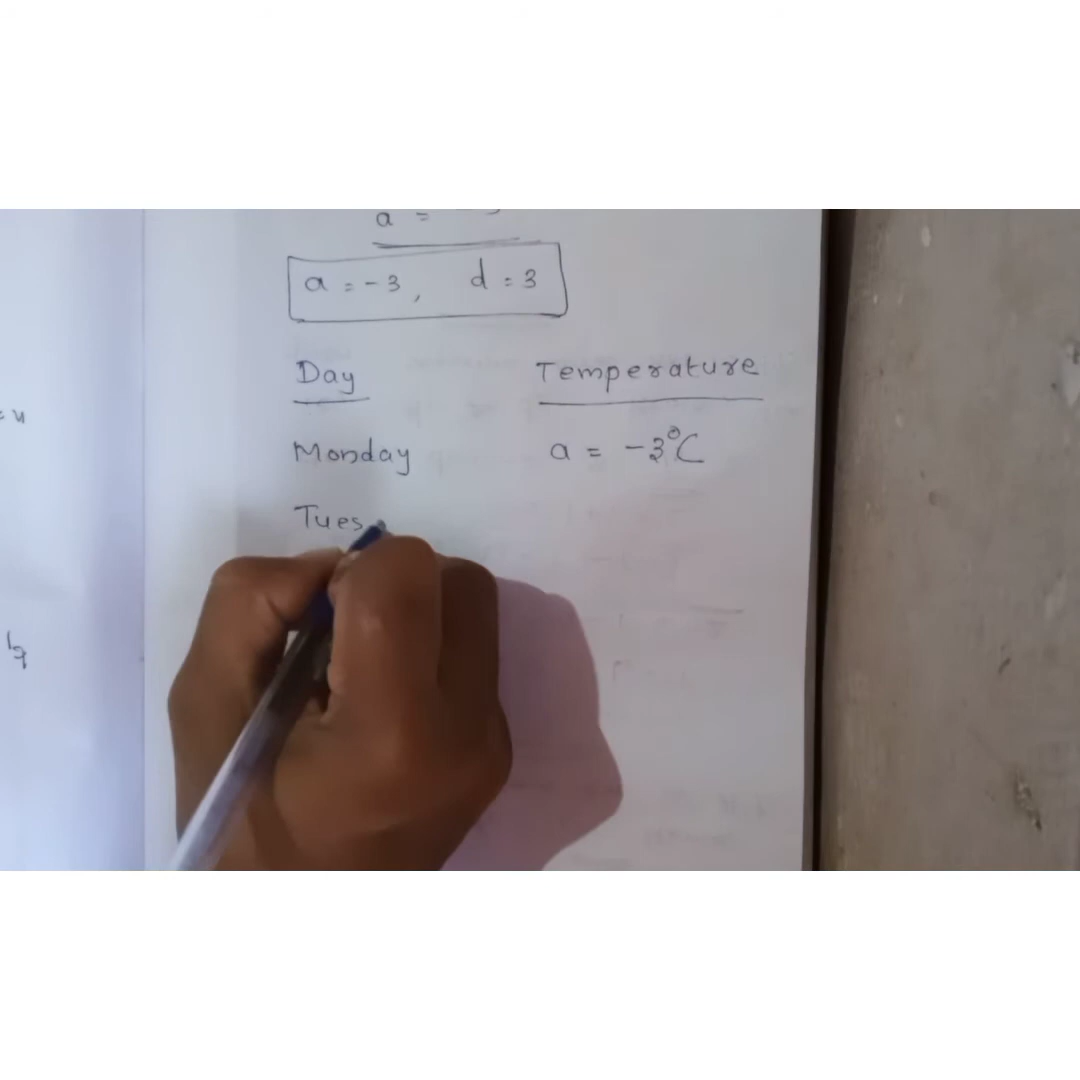 a =
a = -3, d = 3
Day Temperature
Monday a = -3°C
Tues